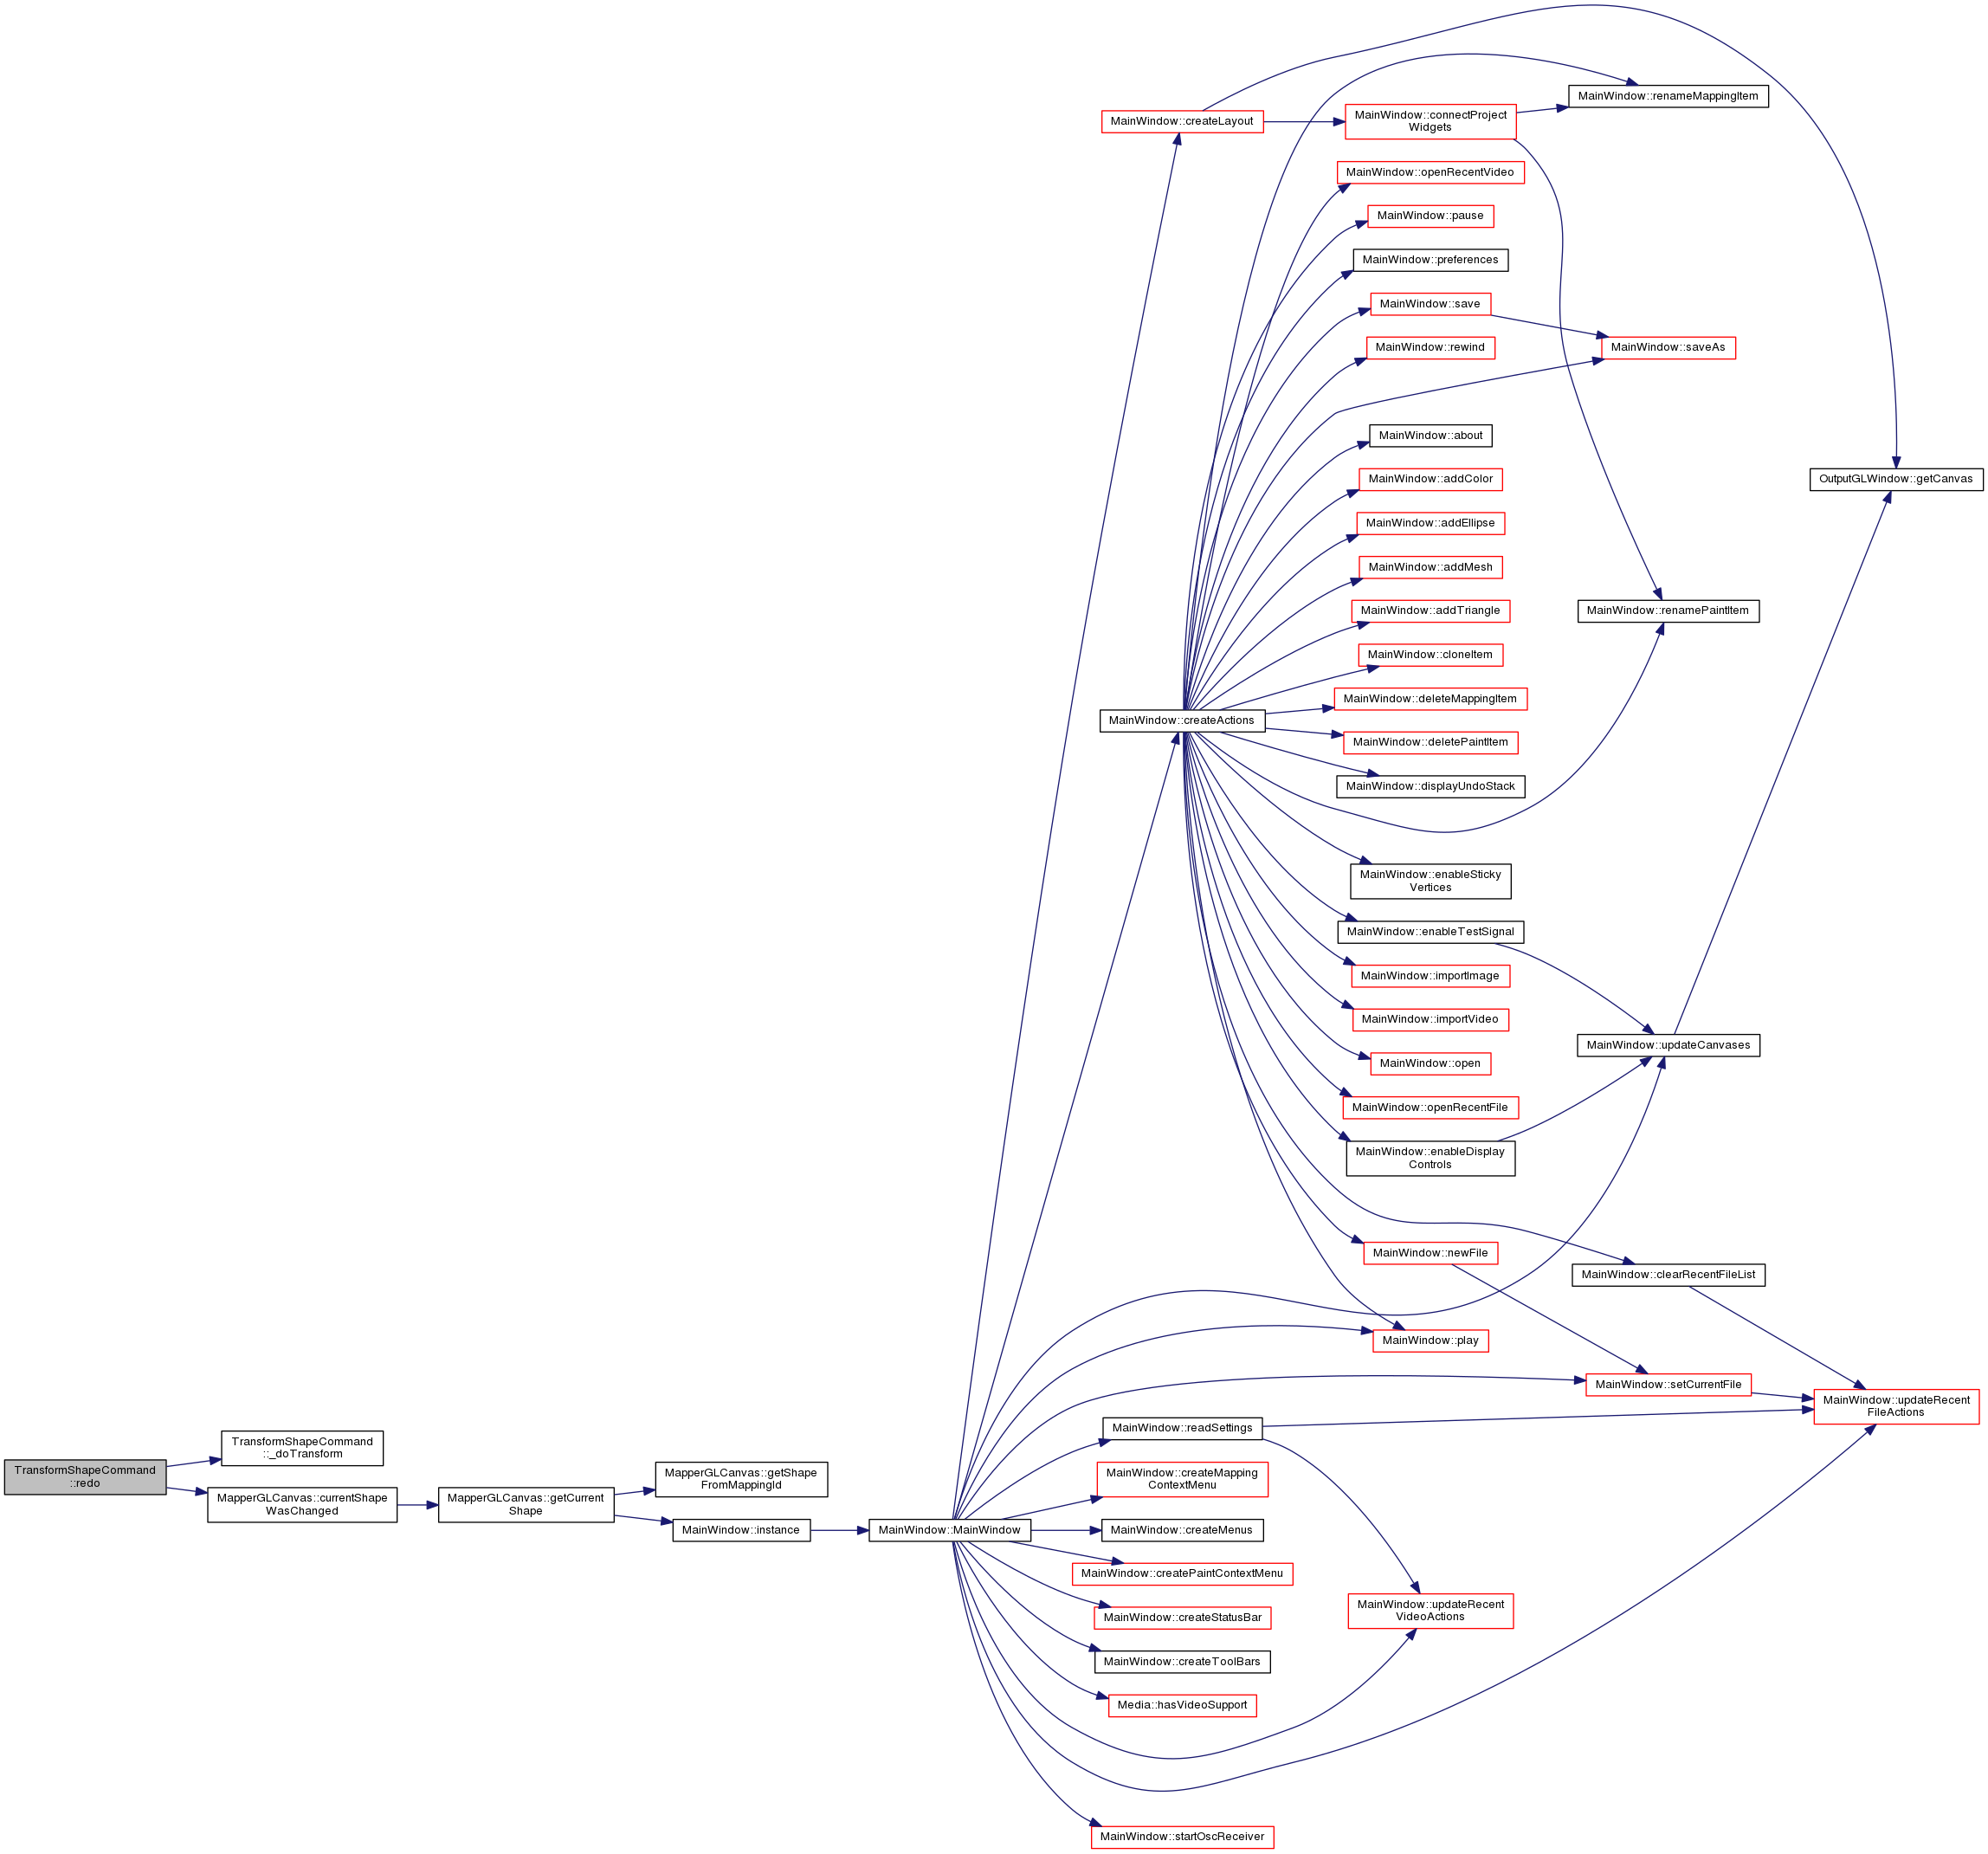 MainWindow::createLayout
MainWindow::connectProject
Widgets
MainWindow::renameMappingItem
MainWindow::openRecentVideo
MainWindow::pause
MainWindow::preferences
MainWindow::save
MainWindow::rewind
MainWindow::saveAs
MainWindow::about
MainWindow::addColor
OutputGLWindow::getCanvas
MainWindow::addEllipse
MainWindow::addMesh
MainWindow::addTriangle
MainWindow::renamePaintItem
MainWindow::cloneItem
MainWindow::deleteMappingItem
MainWindow::createActions
MainWindow::deletePaintItem
MainWindow::displayUndoStack
MainWindow::enableSticky
Vertices
MainWindow::enableTestSignal
MainWindow::importImage
MainWindow::importVideo
MainWindow::updateCanvases
MainWindow::open
MainWindow::openRecentFile
MainWindow::enableDisplay
Controls
MainWindow::newFile
MainWindow::clearRecentFileList
MainWindow::play
MainWindow::setCurrentFile
MainWindow::updateRecent
FileActions
MainWindow::readSettings
TransformShapeCommand
::_doTransform
TransformShapeCommand
::redo
MapperGLCanvas::currentShape
WasChanged
MapperGLCanvas::getCurrent
Shape
MapperGLCanvas::getShape
FromMappingId
MainWindow::instance
MainWindow::MainWindow
MainWindow::createMapping
ContextMenu
MainWindow::createMenus
MainWindow::createPaintContextMenu
MainWindow::createStatusBar
MainWindow::updateRecent
VideoActions
MainWindow::createToolBars
Media::hasVideoSupport
MainWindow::startOscReceiver